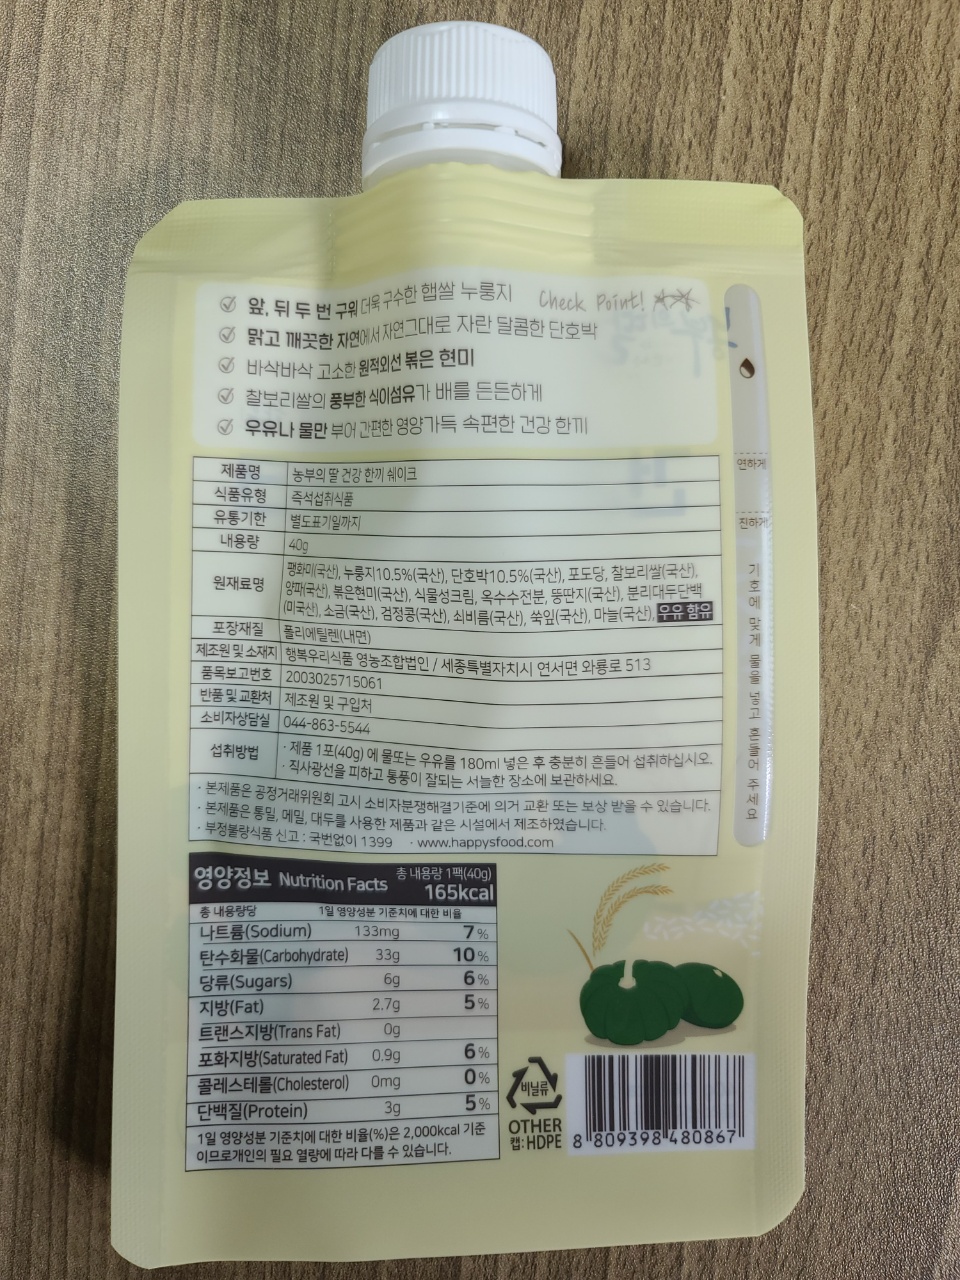 앞, 뒤 두 번 구워 더욱 구수한 햅쌀 누룽지
Check Point!
맑고 깨끗한 자연에서 자연그대로 자란 달콤한 단호박
바삭바삭 고소한 원적외선 볶은 현미
찰보리쌀의 풍부한 식이섬유가 배를 든든하게
우유나 물만 부어 간편한 영양가득 속편한 건강 한끼
제품명 농부의 딸 건강 한끼 쉐이크
식품유형 즉석섭취식품
유통기한 별도표기일까지
내용량 40g
원재료명 팽화미(국산), 누룽지10.5%(국산), 단호박10.5%(국산), 포도당, 찰보리쌀(국산),
양파(국산), 볶은현미(국산), 식물성크림, 옥수수전분, 뚱딴지(국산), 분리대두단백
(미국산), 소금(국산), 검정콩(국산), 쇠비름(국산), 쑥잎(국산), 마늘(국산), 우유 함유
포장재질 폴리에틸렌(내면)
제조원 및 소재지 행복우리식품 영농조합법인 / 세종특별자치시 연서면 와룡로 513
품목보고번호 2003025715061
반품 및 교환처 제조원 및 구입처
소비자상담실 044-863-5544
섭취방법 · 제품 1포(40g) 에 물또는 우유를 180ml 넣은 후 충분히 흔들어 섭취하십시오.
· 직사광선을 피하고 통풍이 잘되는 서늘한 장소에 보관하세요.
· 본제품은 공정거래위원회 고시 소비자분쟁해결기준에 의거 교환 또는 보상 받을 수 있습니다.
· 본제품은 통밀, 메밀, 대두를 사용한 제품과 같은 시설에서 제조하였습니다.
· 부정불량식품 신고 : 국번없이 1399 · www.happysfood.com
연하게
진하게
기호에 맞게 물을 넣고 흔들어 주세요
영양정보 Nutrition Facts 총 내용량 1팩(40g)
165kcal
총 내용량당 1일 영양성분 기준치에 대한 비율
나트륨(Sodium) 133mg 7%
탄수화물(Carbohydrate) 33g 10%
당류(Sugars) 6g 6%
지방(Fat) 2.7g 5%
트랜스지방(Trans Fat) 0g
포화지방(Saturated Fat) 0.9g 6%
콜레스테롤(Cholesterol) 0mg 0%
단백질(Protein) 3g 5%
1일 영양성분 기준치에 대한 비율(%)은 2,000kcal 기준
이므로개인의 필요 열량에 따라 다를 수 있습니다.
비닐류
OTHER
캡:HDPE
8 809398 480867